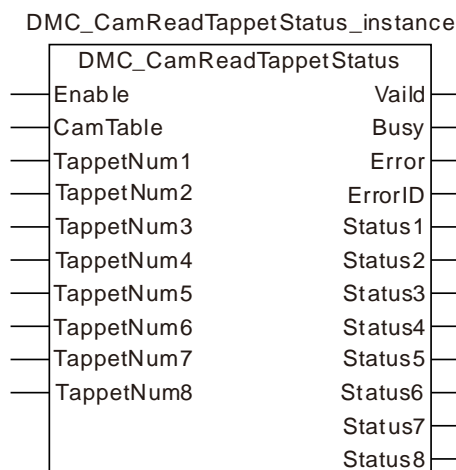 DMC_CamReadTappetStatus_instance
DMC_CamReadTappetStatus
Enable Vaild
CamTable Busy
TappetNum1 Error
TappetNum2 ErrorID
TappetNum3 Status1
TappetNum4 Status2
TappetNum5 Status3
TappetNum6 Status4
TappetNum7 Status5
TappetNum8 Status6
Status7
Status8